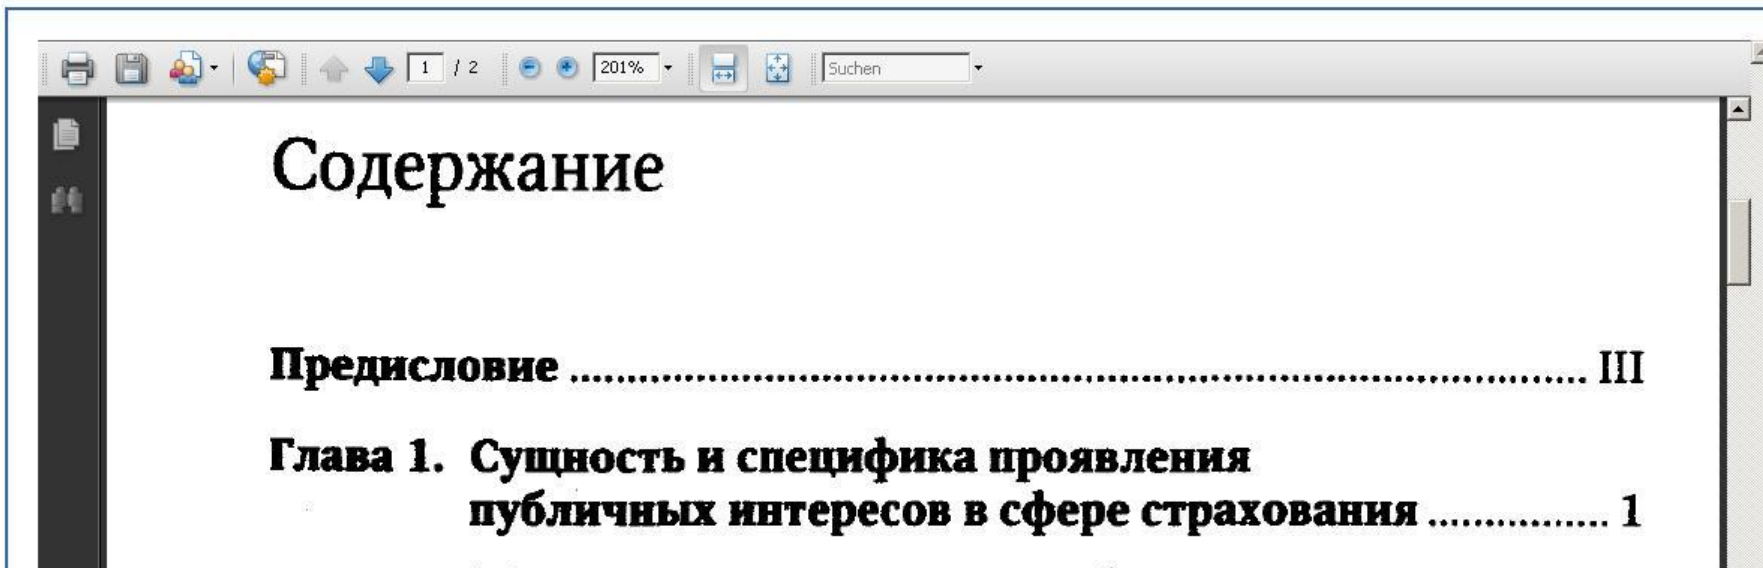 1 / 2 201% Suchen
Содержание
Предисловие ........................................................................................ III
Глава 1. Сущность и специфика проявления
публичных интересов в сфере страхования ................ 1